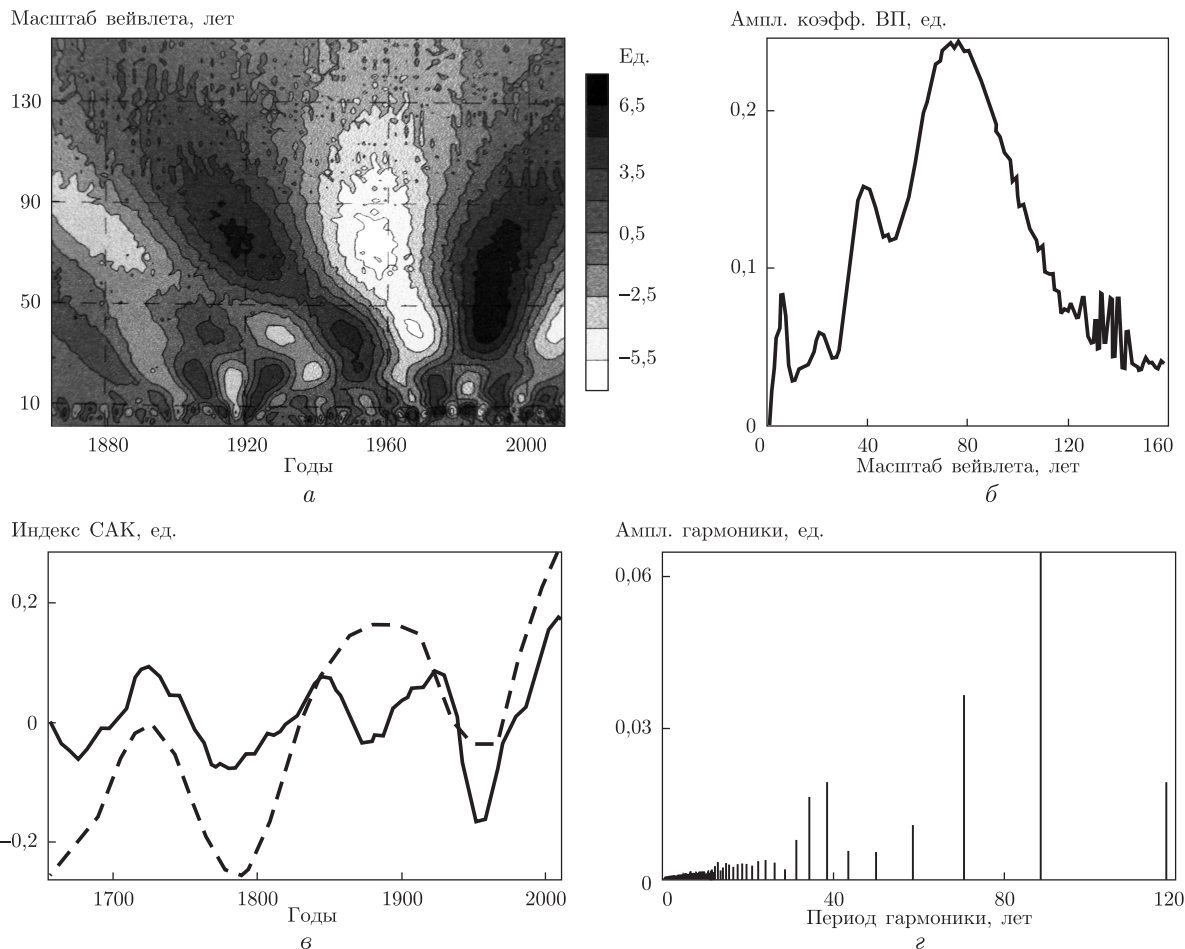 Масштаб вейвлета, лет
Ед.
6,5
3,5
0,5
−2,5
−5,5
130
90
50
10
1880 1920 1960 2000
Годы
а
Ампл. коэфф. ВП, ед.
0,2
0,1
0
0 40 80 120 160
Масштаб вейвлета, лет
б
Индекс САК, ед.
0,2
0
−0,2
1700 1800 1900 2000
Годы
в
Ампл. гармоники, ед.
0,06
0,03
0
0 40 80 120
Период гармоники, лет
г